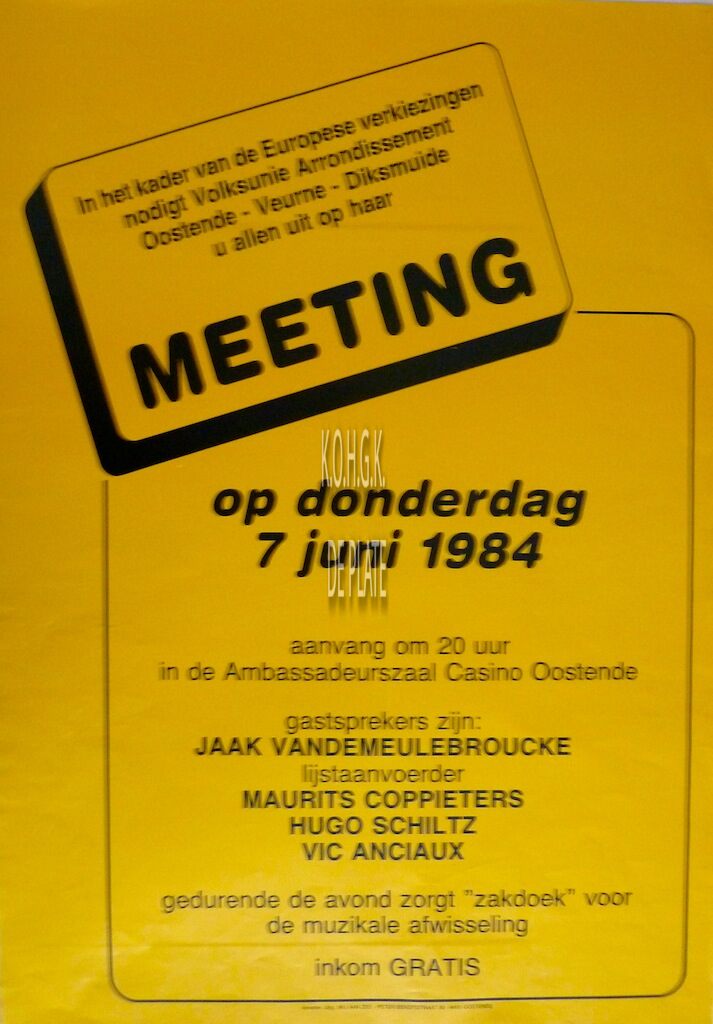 In het kader van de Europese verkiezingen
nodigt Volksunie Arrondissement
Oostende - Veurne - Diksmuide
u allen uit op haar
MEETING
K.O.H.G.K.
op donderdag
7 juni 1984
DE PLATE
aanvang om 20 uur
in de Ambassadeurszaal Casino Oostende
gastsprekers zijn:
JAAK VANDEMEULEBROUCKE
lijstaanvoerder
MAURITS COPPIETERS
HUGO SCHILTZ
VIC ANCIAUX
gedurende de avond zorgt "zakdoek" voor
de muzikale afwisseling
inkom GRATIS